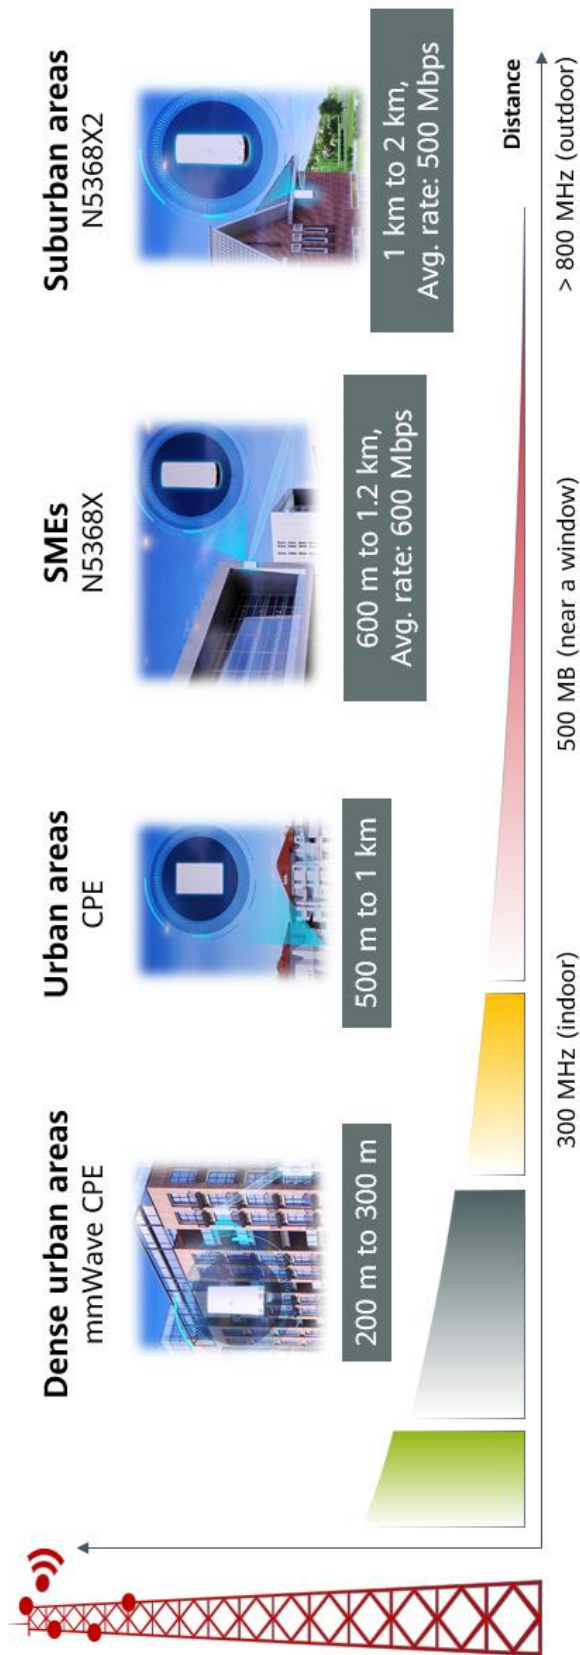 Dense urban areas
mmWave CPE
200 m to 300 m
Urban areas
CPE
500 m to 1 km
SMEs
N5368X
600 m to 1.2 km,
Avg. rate: 600 Mbps
Suburban areas
N5368X2
1 km to 2 km,
Avg. rate: 500 Mbps
Distance
300 MHz (indoor)
500 MB (near a window)
> 800 MHz (outdoor)